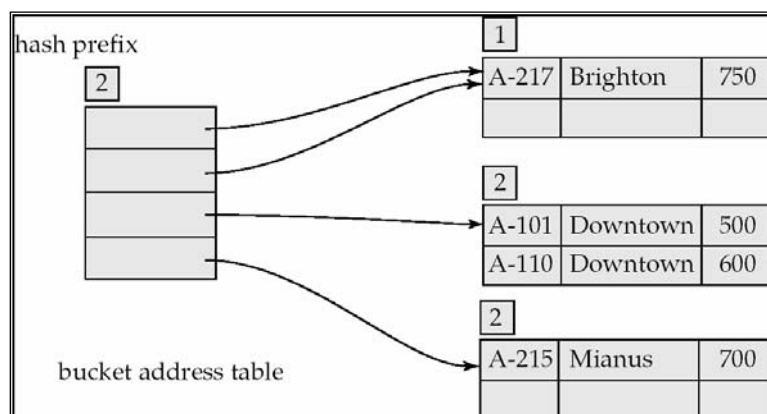 hash prefix
2
bucket address table
1
A-217 Brighton 750
2
A-101 Downtown 500
A-110 Downtown 600
2
A-215 Mianus 700